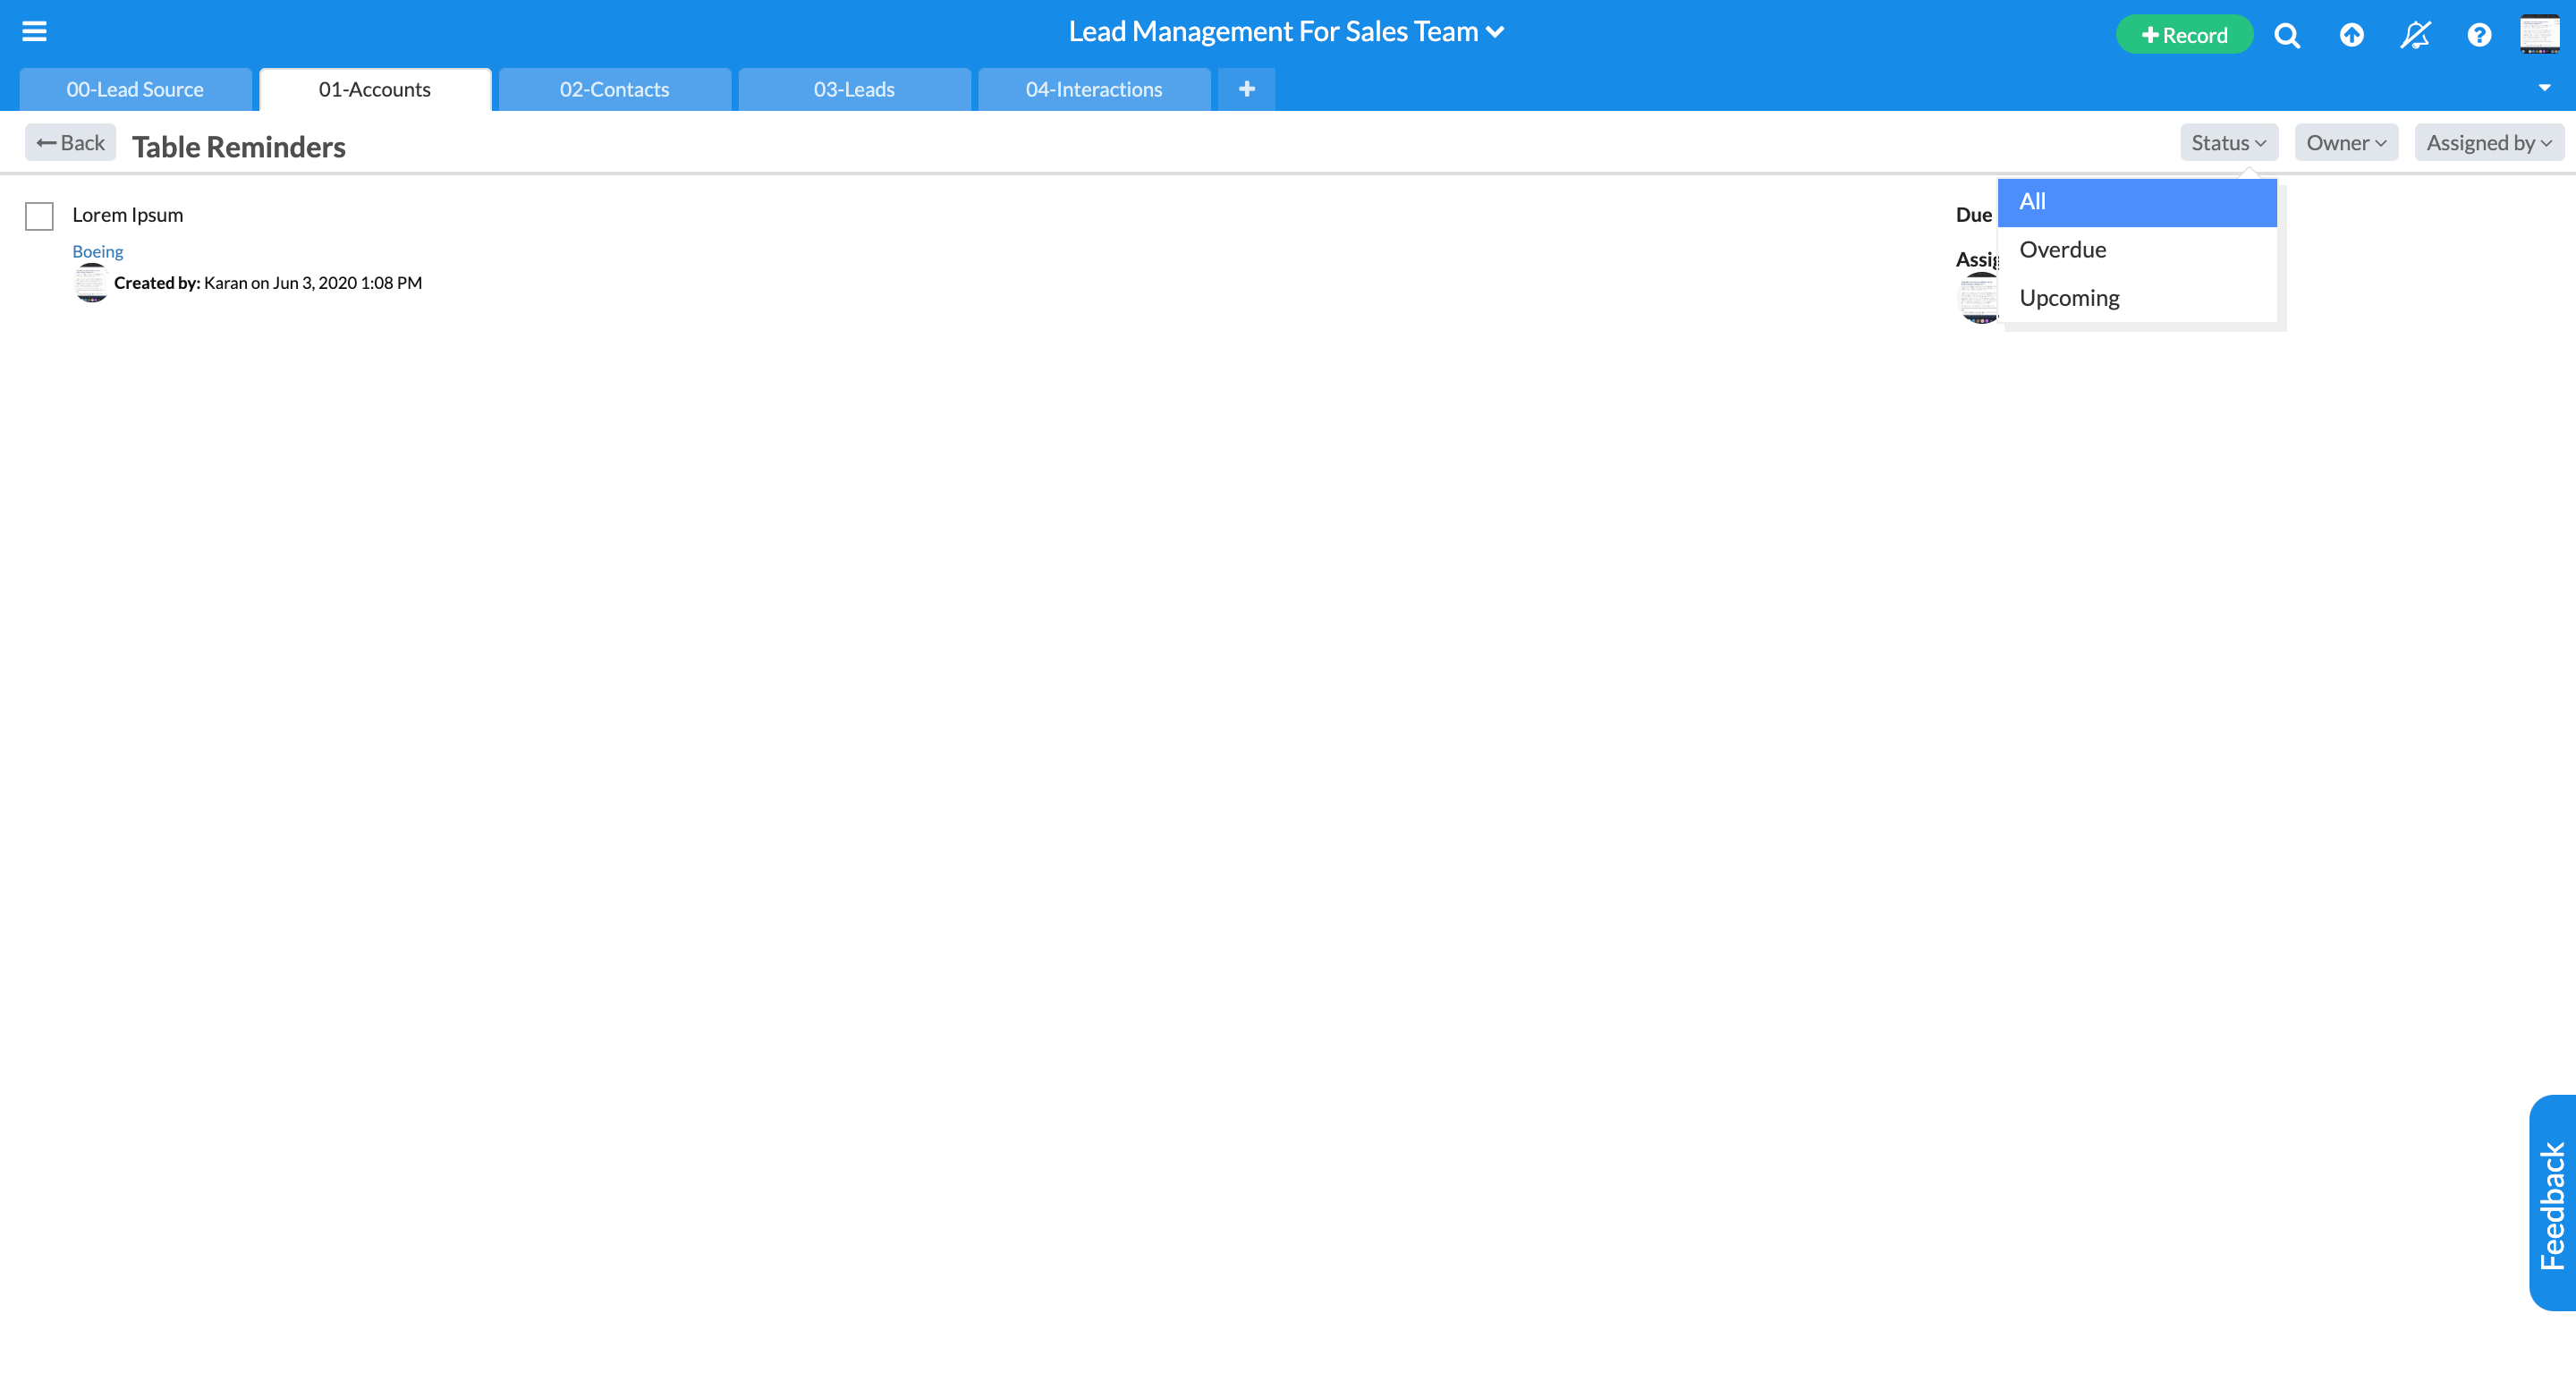 Lead Management For Sales Team
Record
00-Lead Source
01-Accounts
02-Contacts
03-Leads
04-Interactions
Back
Table Reminders
Status
Owner
Assigned by
All
Overdue
Upcoming
Lorem Ipsum
Due
Boeing
Created by: Karan on Jun 3, 2020 1:08 PM
Feedback